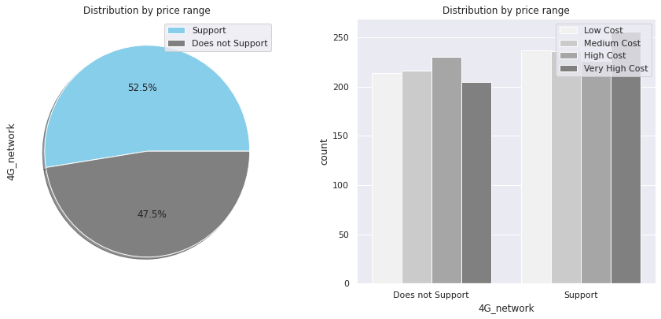 Distribution by price range
Support
Does not Support
52.5%
47.5%
4G_network
Distribution by price range
Low Cost
Medium Cost
High Cost
Very High Cost
250
200
150
100
50
0
count
Does not Support
Support
4G_network